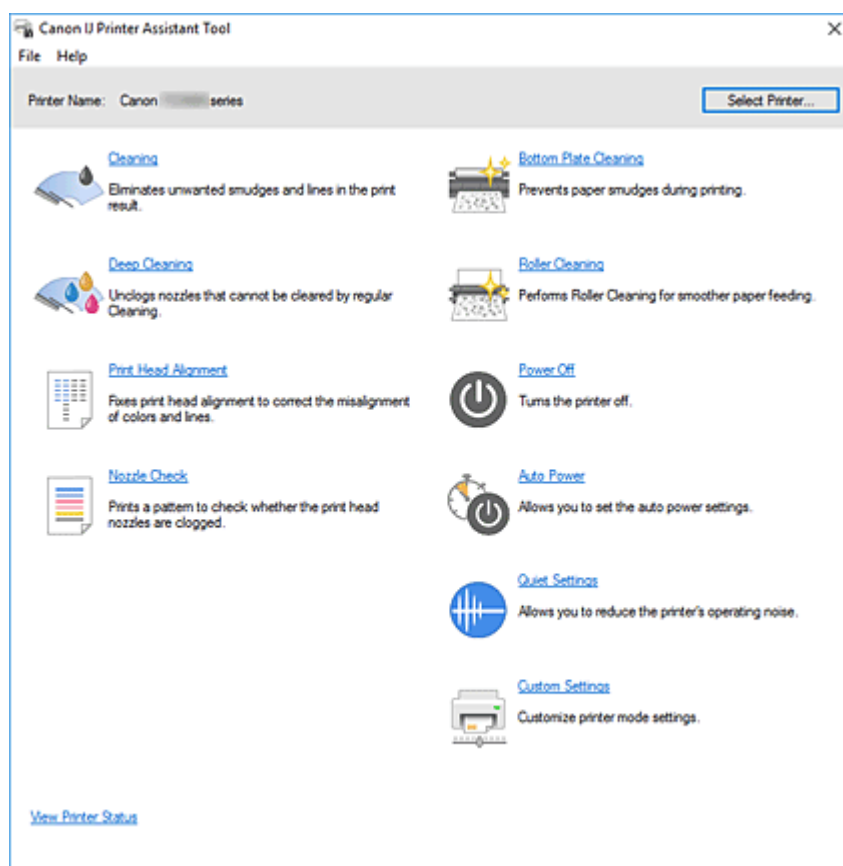 Canon IJ Printer Assistant Tool
File Help
Printer Name: Canon series
Select Printer...
Cleaning
Eliminates unwanted smudges and lines in the print
result.
Deep Cleaning
Unclogs nozzles that cannot be cleared by regular
Cleaning.
Print Head Alignment
Fixes print head alignment to correct the misalignment
of colors and lines.
Nozzle Check
Prints a pattern to check whether the print head
nozzles are clogged.
Bottom Plate Cleaning
Prevents paper smudges during printing.
Roller Cleaning
Performs Roller Cleaning for smoother paper feeding.
Power Off
Turns the printer off.
Auto Power
Allows you to set the auto power settings.
Quiet Settings
Allows you to reduce the printer's operating noise.
Custom Settings
Customize printer mode settings.
View Printer Status